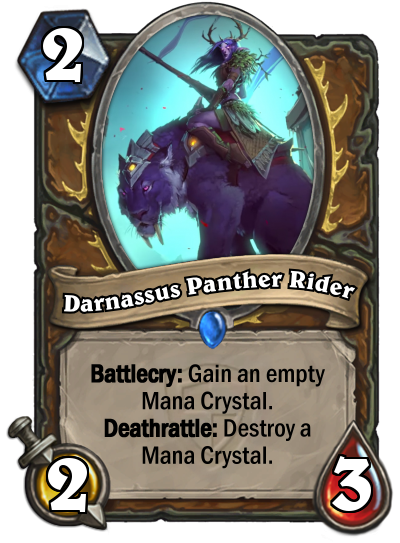 2
Darnassus Panther Rider
Battlecry: Gain an empty
Mana Crystal.
Deathrattle: Destroy a
Mana Crystal.
2
3